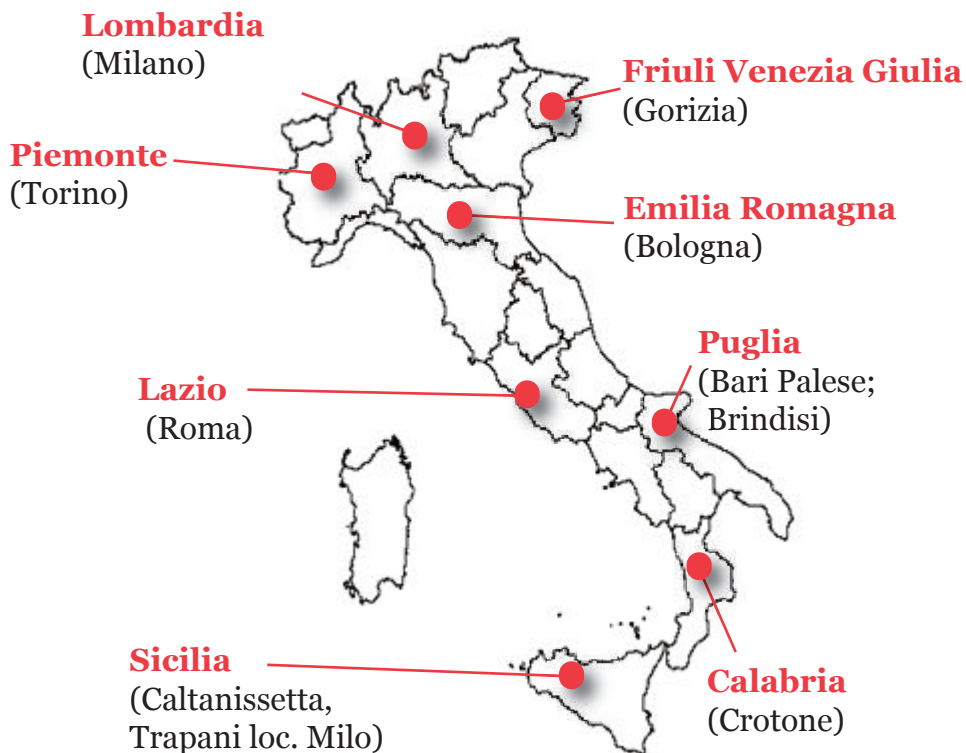 Lombardia
(Milano)
Friuli Venezia Giulia
(Gorizia)
Piemonte
(Torino)
Emilia Romagna
(Bologna)
Puglia
(Bari Palese;
Brindisi)
Lazio
(Roma)
Sicilia
(Caltanissetta,
Trapani loc. Milo)
Calabria
(Crotone)